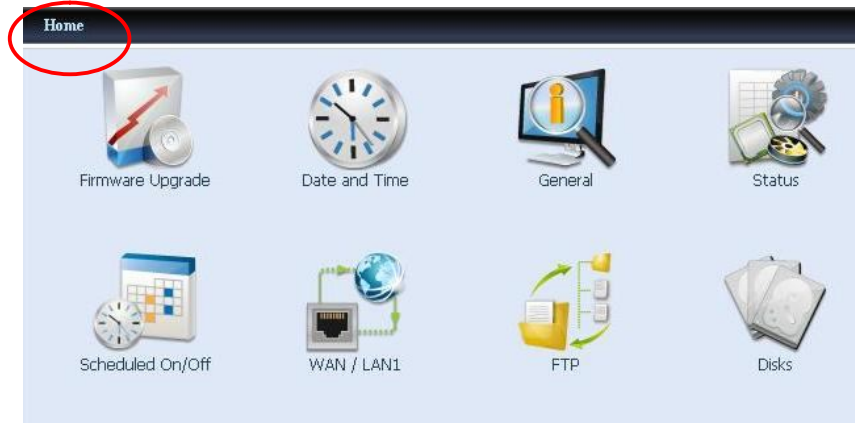 Home
Firmware Upgrade
Date and Time
General
Status
Scheduled On/Off
WAN / LAN1
FTP
Disks